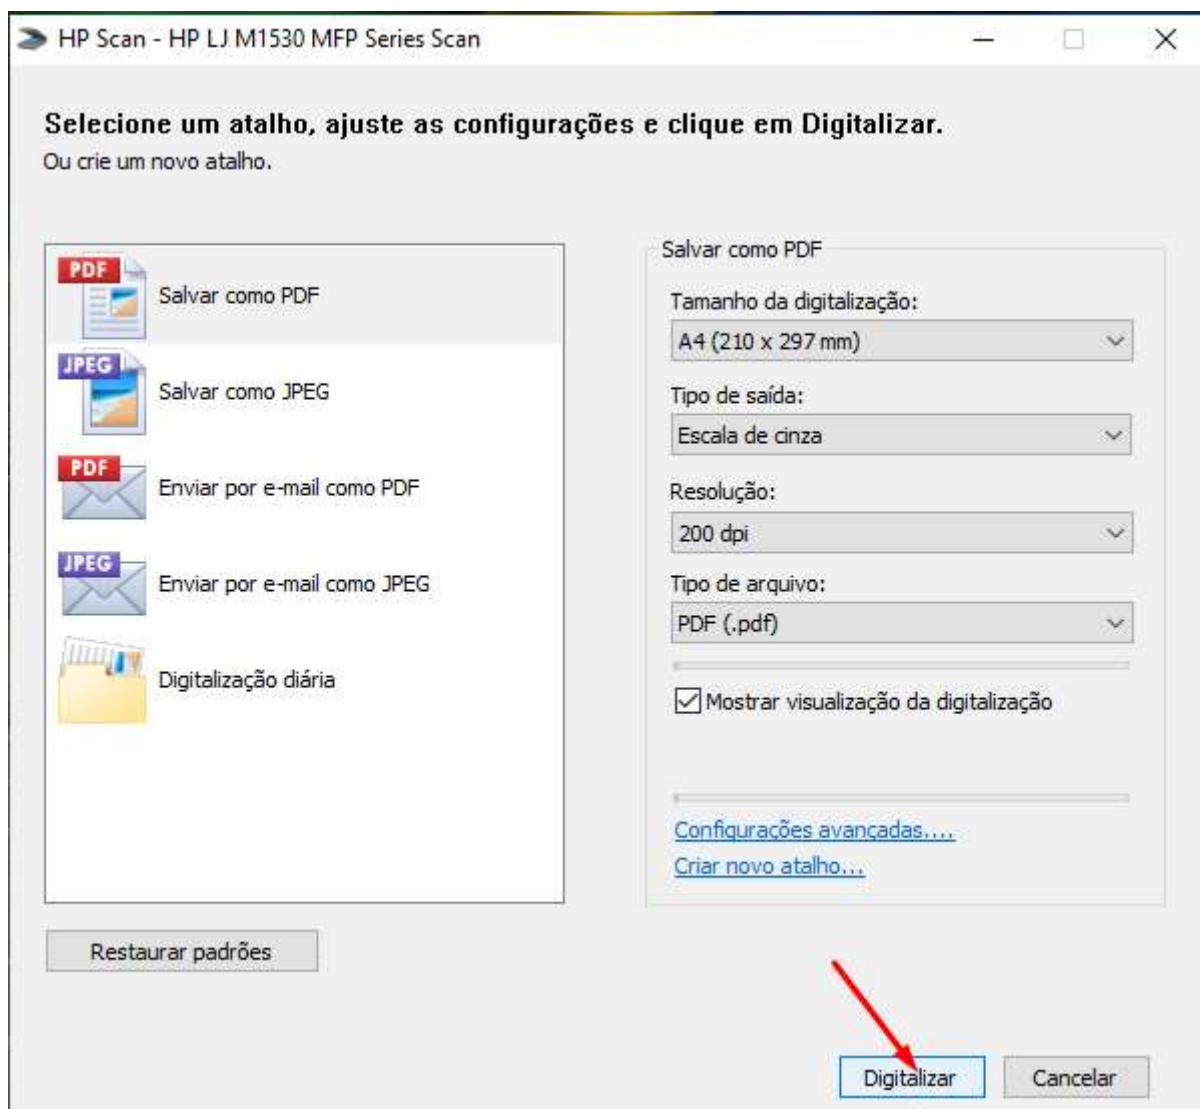 HP Scan - HP LJ M1530 MFP Series Scan
Selecione um atalho, ajuste as configurações e clique em Digitalizar.
Ou crie um novo atalho.
PDF
Salvar como PDF
JPEG
Salvar como JPEG
PDF
Enviar por e-mail como PDF
JPEG
Enviar por e-mail como JPEG
Digitalização diária
Restaurar padrões
Salvar como PDF
Tamanho da digitalização:
A4 (210 x 297 mm)
Tipo de saída:
Escala de cinza
Resolução:
200 dpi
Tipo de arquivo:
PDF (.pdf)
Mostrar visualização da digitalização
Configurações avançadas....
Criar novo atalho...
Digitalizar
Cancelar